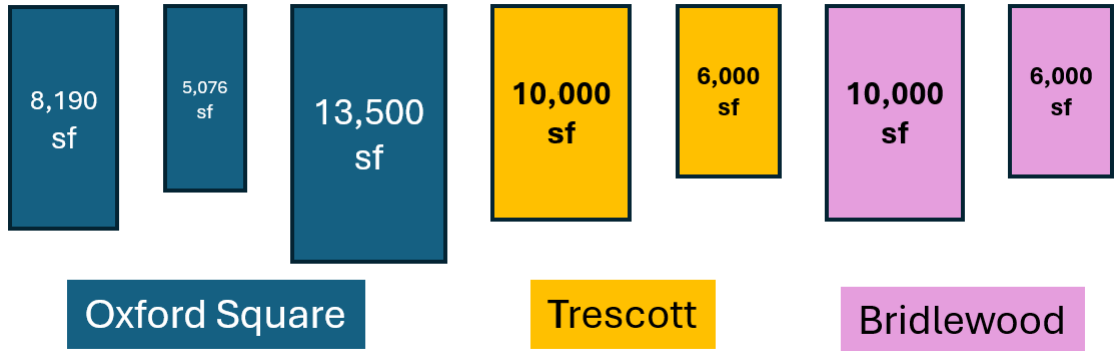 8,190
sf
5,076
sf
13,500
sf
10,000
sf
6,000
sf
10,000
sf
6,000
sf
Oxford Square
Trescott
Bridlewood